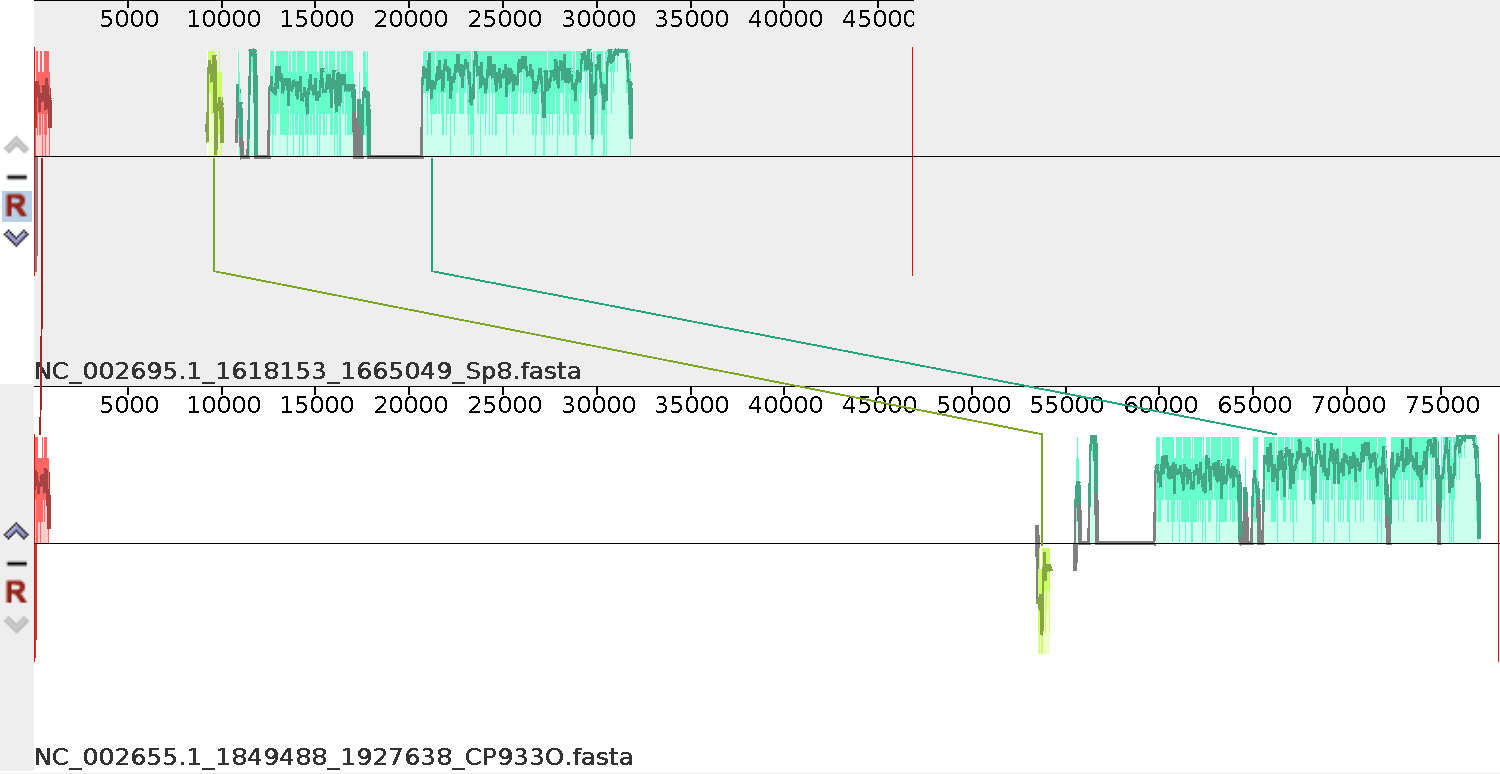 5000 10000 15000 20000 25000 30000 35000 40000 45000
R
NC_002695.1_1618153_1665049_Sp8.fasta
5000 10000 15000 20000 25000 30000 35000 40000 45000 50000 55000 60000 65000 70000 75000
R
NC_002655.1_1849488_1927638_CP933O.fasta